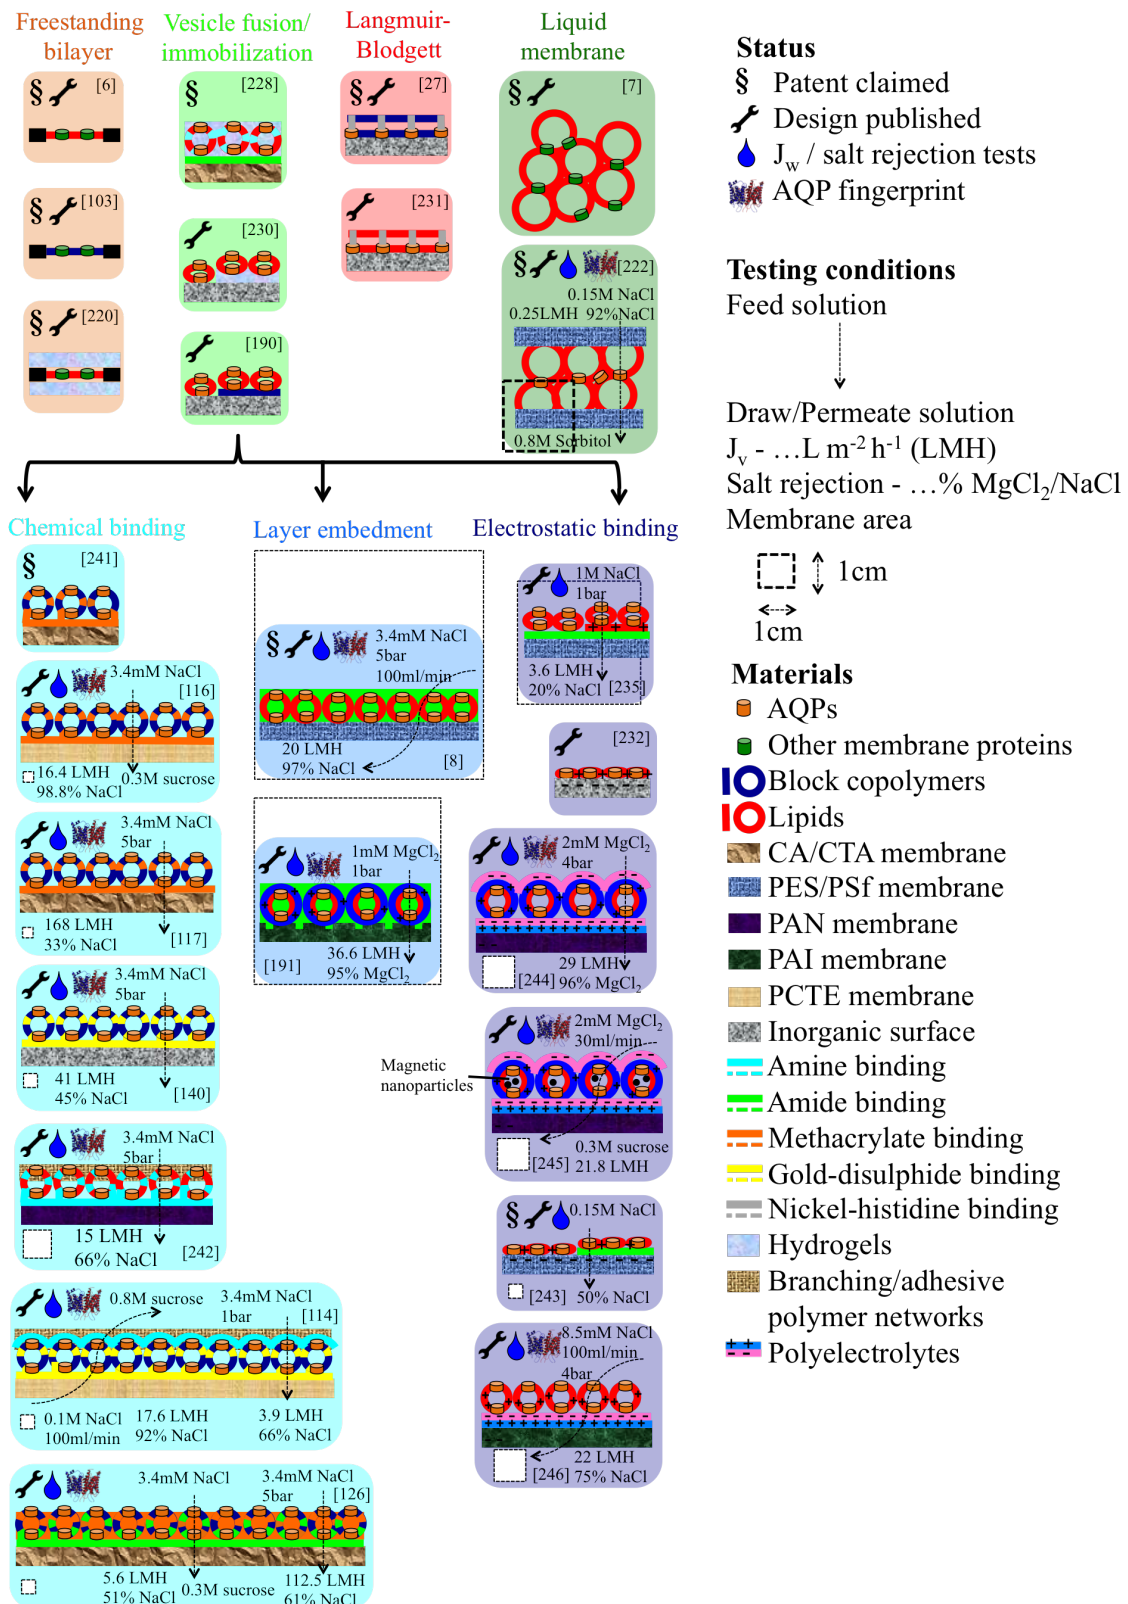 Freestanding
bilayer
Vesicle fusion/
immobilization
Langmuir-
Blodgett
Liquid
membrane
§ [6]
§ [228]
§ [27]
§ [7]
§ [103]
[230]
[231]
§ [222]
0.15M NaCl
0.25LMH 92%NaCl
0.8M Sorbitol
§ [220]
[190]
Status
§ Patent claimed
Design published
J_w / salt rejection tests
AQP fingerprint
Testing conditions
Feed solution
Draw/Permeate solution
J_v - …L m⁻² h⁻¹ (LMH)
Salt rejection - …% MgCl₂/NaCl
Membrane area
1cm
1cm
Materials
AQPs
Other membrane proteins
Block copolymers
Lipids
CA/CTA membrane
PES/PSf membrane
PAN membrane
PAI membrane
PCTE membrane
Inorganic surface
Amine binding
Amide binding
Methacrylate binding
Gold-disulphide binding
Nickel-histidine binding
Hydrogels
Branching/adhesive
polymer networks
Polyelectrolytes
Chemical binding
§ [241]
3.4mM NaCl
[116]
16.4 LMH 0.3M sucrose
98.8% NaCl
3.4mM NaCl
5bar
168 LMH
33% NaCl [117]
3.4mM NaCl
5bar
41 LMH
45% NaCl [140]
3.4mM NaCl
5bar
15 LMH
66% NaCl [242]
0.8M sucrose 3.4mM NaCl
1bar [114]
0.1M NaCl 17.6 LMH 3.9 LMH
100ml/min 92% NaCl 66% NaCl
3.4mM NaCl 3.4mM NaCl
5bar [126]
5.6 LMH 0.3M sucrose 112.5 LMH
51% NaCl 61% NaCl
Layer embedment
§ 3.4mM NaCl
5bar
100ml/min
20 LMH
97% NaCl [8]
1mM MgCl₂
1bar
36.6 LMH
[191] 95% MgCl₂
Electrostatic binding
1M NaCl
1bar
3.6 LMH
20% NaCl [235]
[232]
2mM MgCl₂
4bar
29 LMH
[244] 96% MgCl₂
2mM MgCl₂
30ml/min
Magnetic
nanoparticles
0.3M sucrose
[245] 21.8 LMH
§ 0.15M NaCl
[243] 50% NaCl
8.5mM NaCl
100ml/min
4bar
22 LMH
[246] 75% NaCl